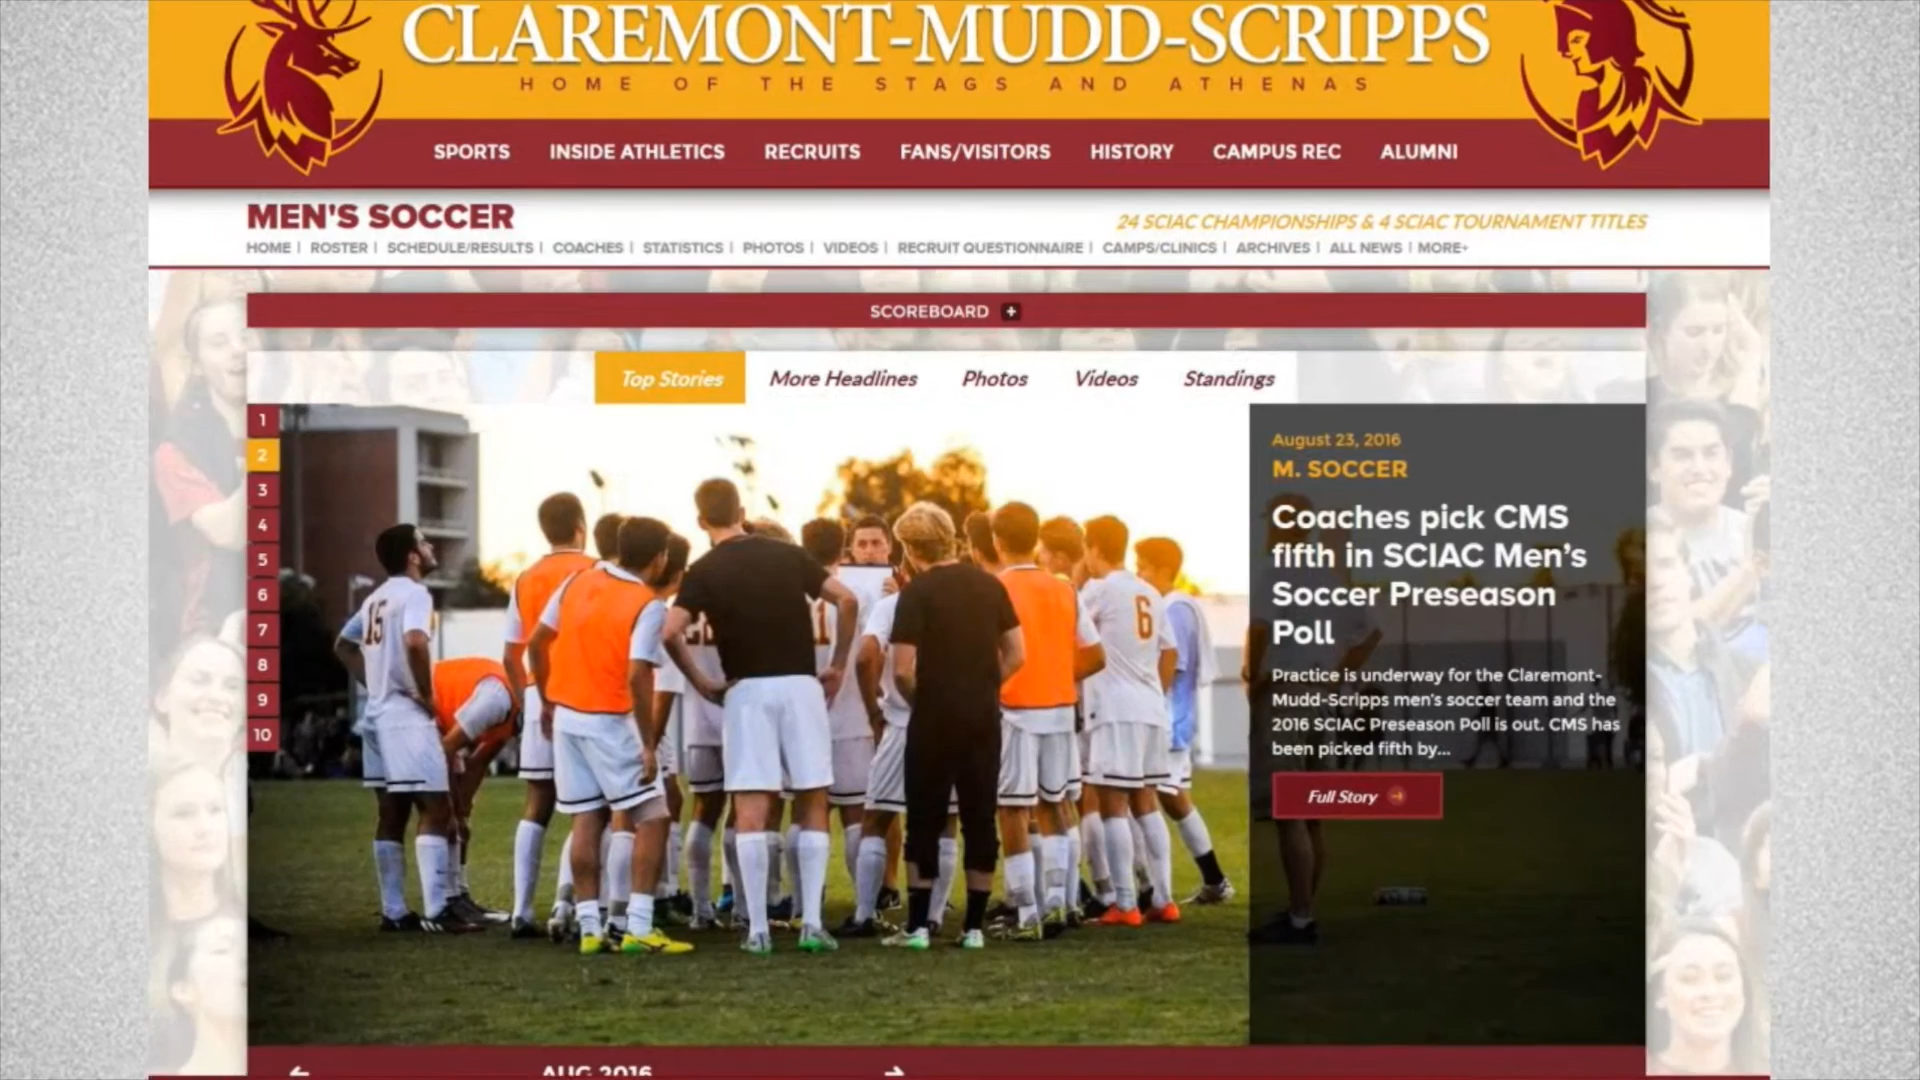 CLAREMONT-MUDD-SCRIPPS
HOME OF THE STAGS AND ATHENAS
SPORTS INSIDE ATHLETICS RECRUITS FANS/VISITORS HISTORY CAMPUS REC ALUMNI
MEN'S SOCCER
24 SCIAC CHAMPIONSHIPS & 4 SCIAC TOURNAMENT TITLES
HOME | ROSTER | SCHEDULE/RESULTS | COACHES | STATISTICS | PHOTOS | VIDEOS | RECRUIT QUESTIONNAIRE | CAMPS/CLINICS | ARCHIVES | ALL NEWS | MORE+
SCOREBOARD +
Top Stories More Headlines Photos Videos Standings
1
2
3
4
5
6
7
8
9
10
15
6
August 23, 2016
M. SOCCER
Coaches pick CMS
fifth in SCIAC Men's
Soccer Preseason
Poll
Practice is underway for the Claremont-
Mudd-Scripps men's soccer team and the
2016 SCIAC Preseason Poll is out. CMS has
been picked fifth by...
Full Story
AUG 2016